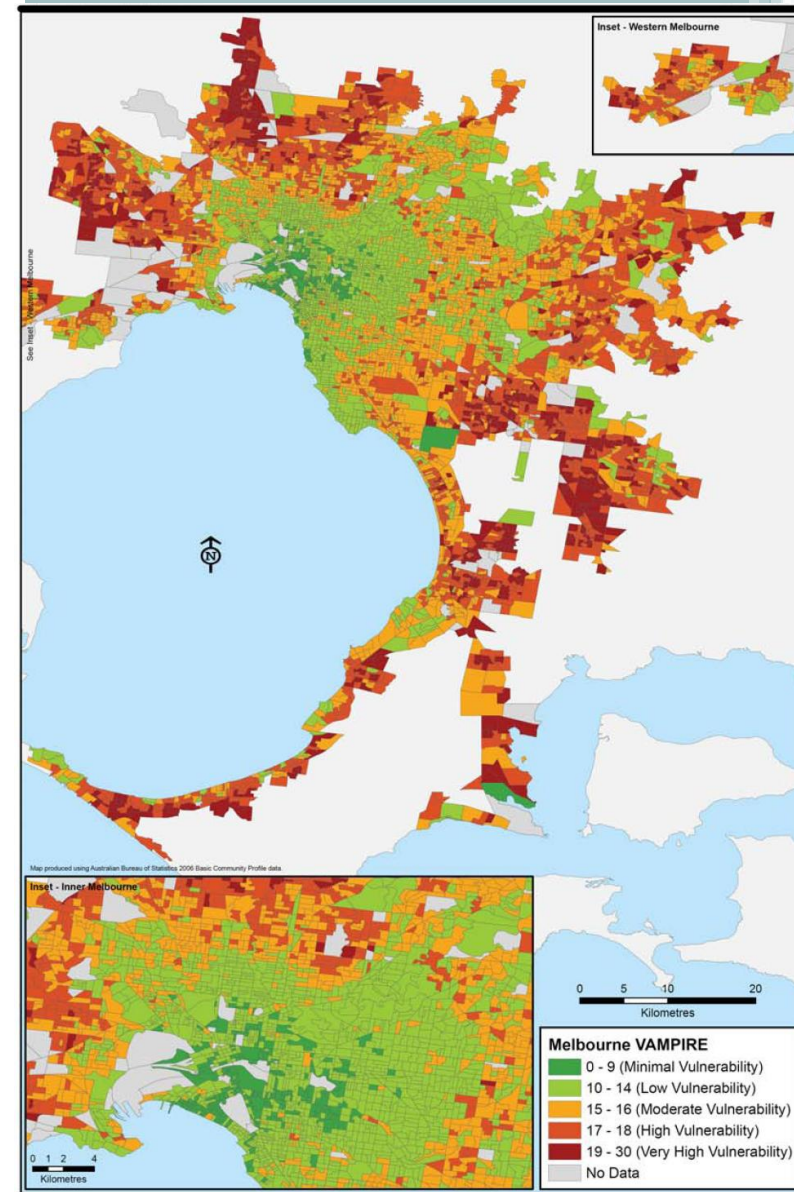 Inset - Western Melbourne
See Inset - Western Melbourne
N
Map produced using Australian Bureau of Statistics 2006 Basic Community Profile data
Inset - Inner Melbourne
0 1 2 4
Kilometres
0 5 10 20
Kilometres
Melbourne VAMPIRE
0 - 9 (Minimal Vulnerability)
10 - 14 (Low Vulnerability)
15 - 16 (Moderate Vulnerability)
17 - 18 (High Vulnerability)
19 - 30 (Very High Vulnerability)
No Data